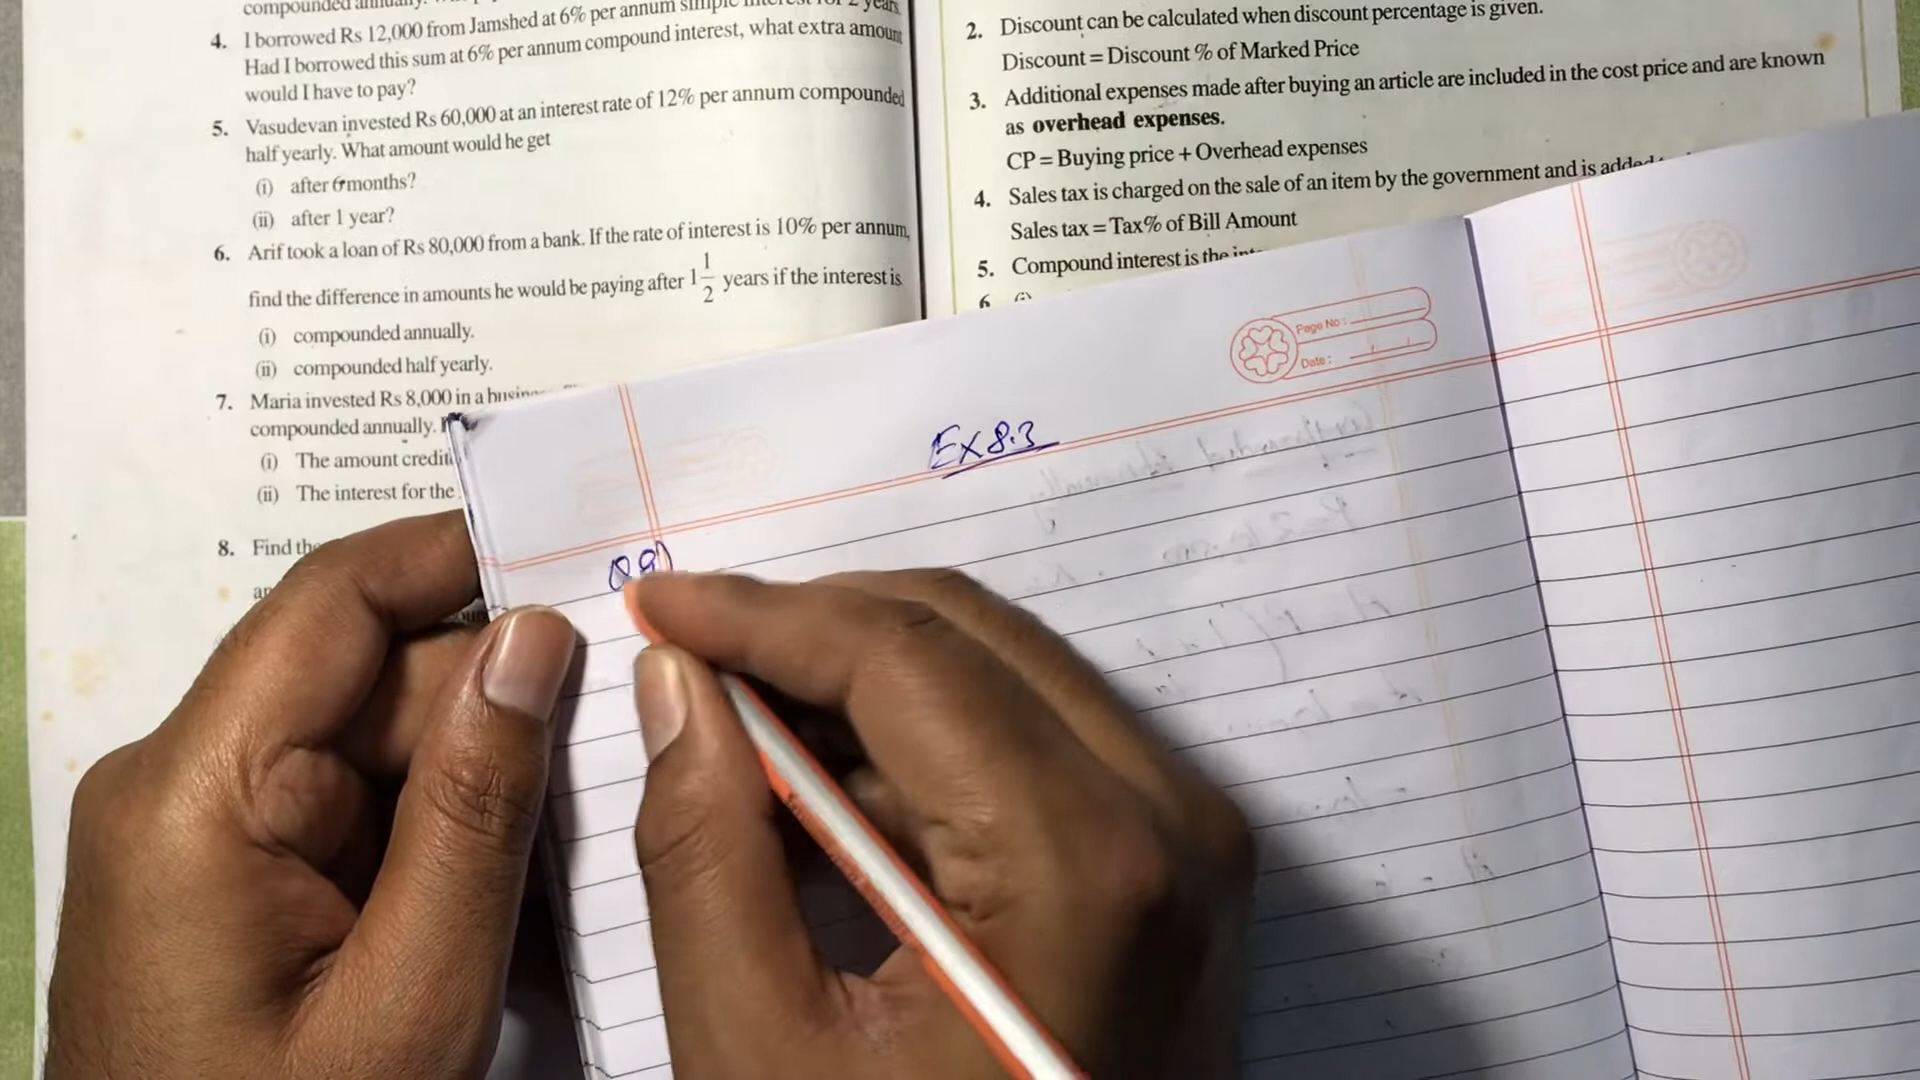 compounded annually.
4. I borrowed Rs 12,000 from Jamshed at 6% per annum simple interest for 2 years.
Had I borrowed this sum at 6% per annum compound interest, what extra amount
would I have to pay?
5. Vasudevan invested Rs 60,000 at an interest rate of 12% per annum compounded
half yearly. What amount would he get
(i) after 6 months?
(ii) after 1 year?
6. Arif took a loan of Rs 80,000 from a bank. If the rate of interest is 10% per annum,
find the difference in amounts he would be paying after 1 1/2 years if the interest is
(i) compounded annually.
(ii) compounded half yearly.
7. Maria invested Rs 8,000 in a
compounded annually.
(i) The amount
(ii) The interest for the
8. Find
2. Discount can be calculated when discount percentage is given.
Discount = Discount % of Marked Price
3. Additional expenses made after buying an article are included in the cost price and are known
as overhead expenses.
CP = Buying price + Overhead expenses
4. Sales tax is charged on the sale of an item by the government and is added
Sales tax = Tax% of Bill Amount
5. Compound interest is the
6
Page No :
Date :
Ex 8.3